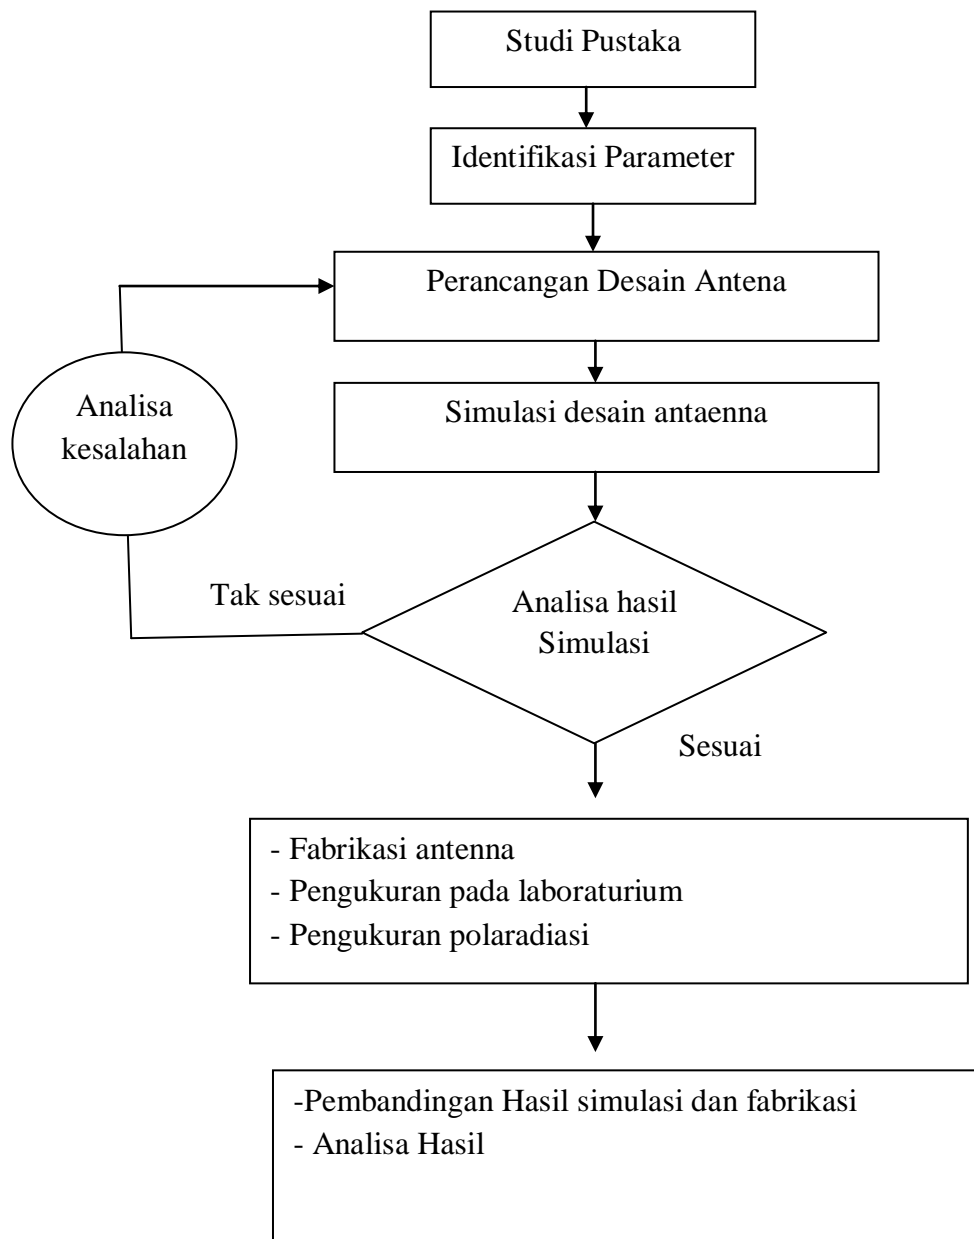 Studi Pustaka
Identifikasi Parameter
Perancangan Desain Antena
Simulasi desain antaenna
Analisa
kesalahan
Tak sesuai
Analisa hasil
Simulasi
Sesuai
- Fabrikasi antenna
- Pengukuran pada laboraturium
- Pengukuran polaradiasi
-Pembandingan Hasil simulasi dan fabrikasi
- Analisa Hasil